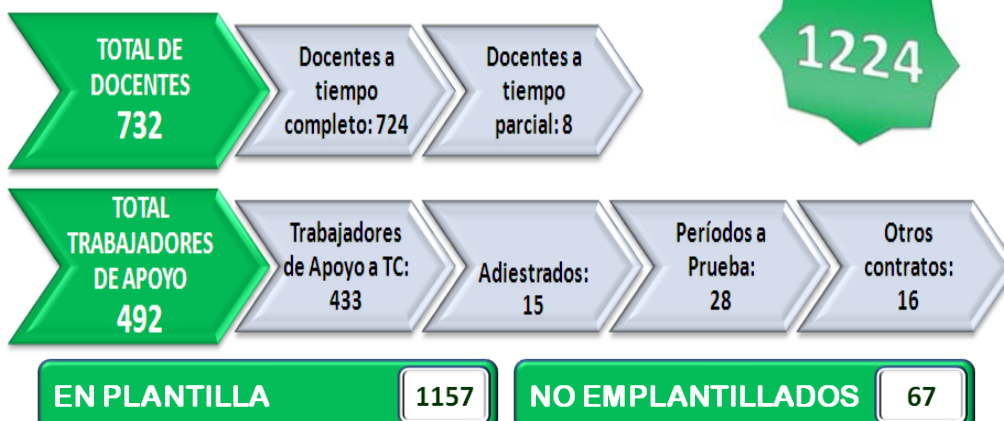 TOTAL DE
DOCENTES
732
Docentes a
tiempo
completo: 724
Docentes a
tiempo
parcial: 8
1224
TOTAL
TRABAJADORES
DE APOYO
492
Trabajadores
de Apoyo a TC:
433
Adiestrados:
15
Períodos a
Prueba:
28
Otros
contratos:
16
EN PLANTILLA 1157
NO EMPLANTILLADOS 67